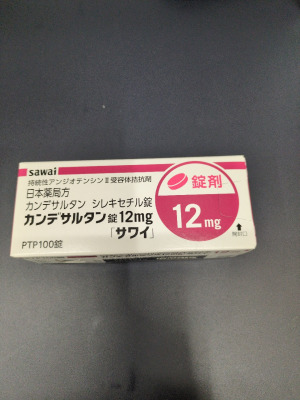 sawai
持続性アンジオテンシンⅡ受容体拮抗剤
日本薬局方
カンデサルタン シレキセチル錠
カンデサルタン錠12mg
「サワイ」
PTP100錠
錠剤
12mg
開封口